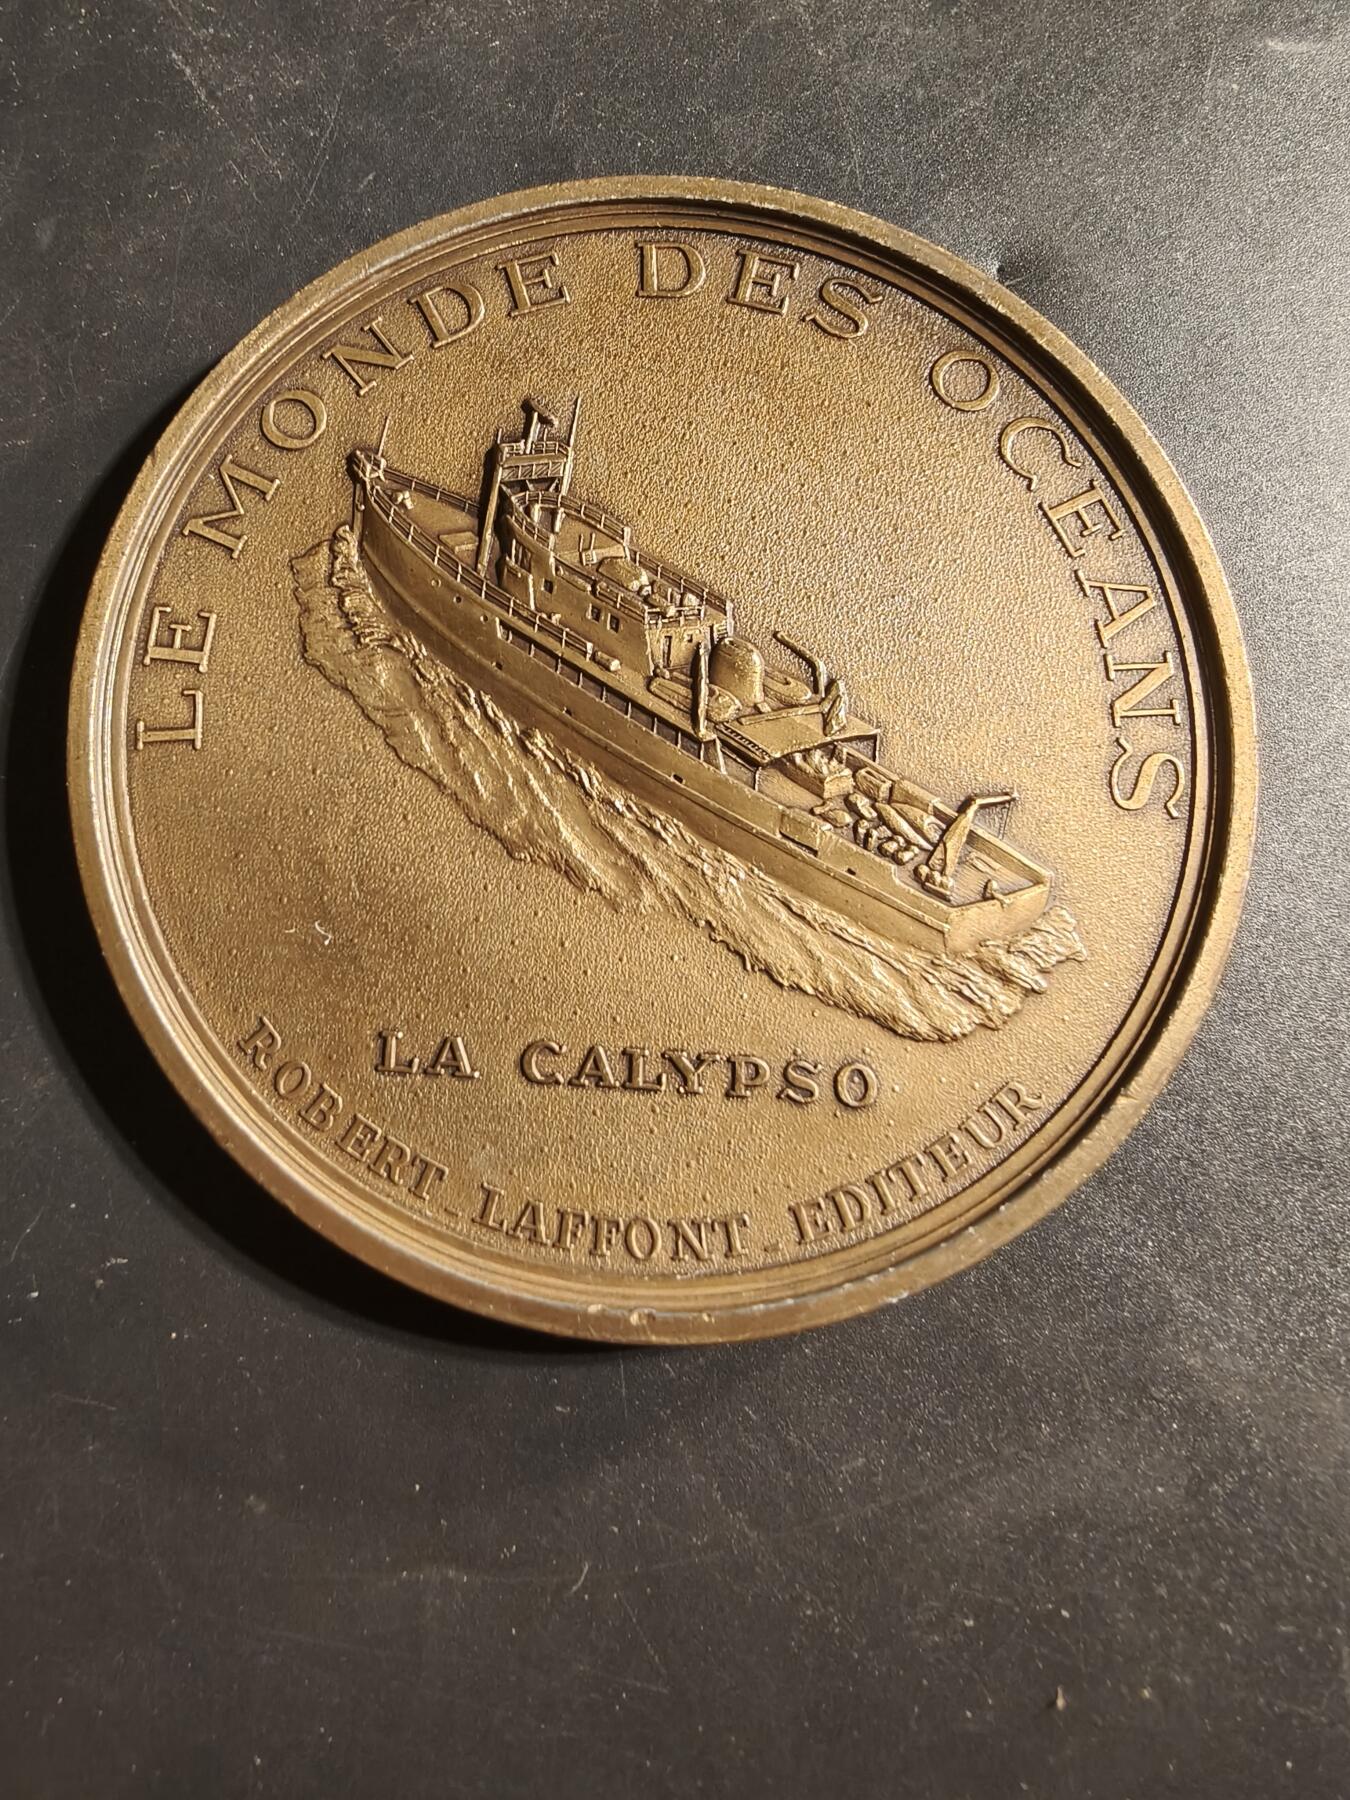 LE MONDE DES OCEANS
LA CALYPSO
ROBERT _ LAFFONT _ EDITEUR